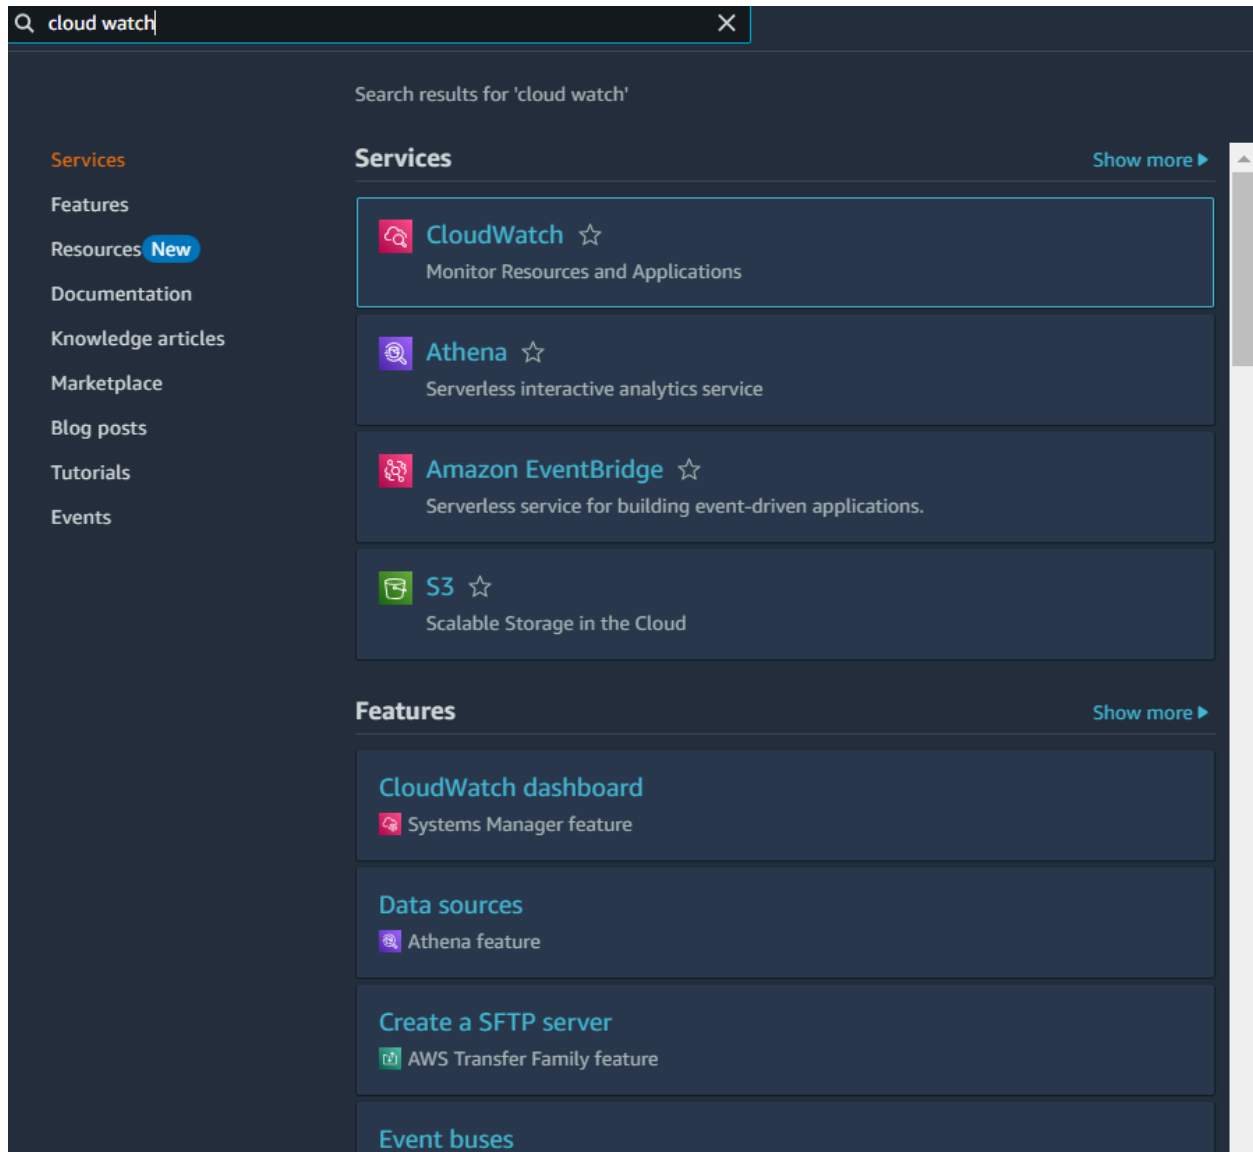 cloud watch
Search results for 'cloud watch'
Services
Features
Resources New
Documentation
Knowledge articles
Marketplace
Blog posts
Tutorials
Events
Services
Show more
CloudWatch
Monitor Resources and Applications
Athena
Serverless interactive analytics service
Amazon EventBridge
Serverless service for building event-driven applications.
S3
Scalable Storage in the Cloud
Features
Show more
CloudWatch dashboard
Systems Manager feature
Data sources
Athena feature
Create a SFTP server
AWS Transfer Family feature
Event buses